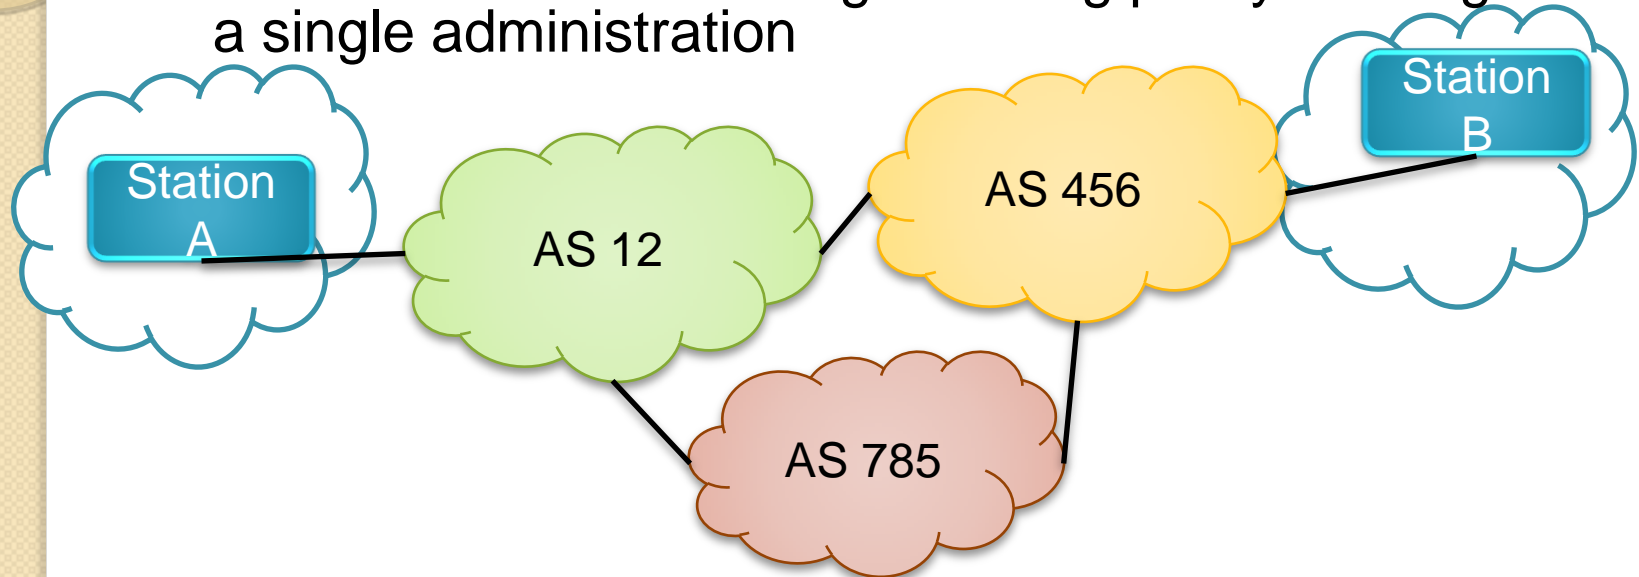 a single administration
Station
A
AS 12
AS 456
Station
B
AS 785